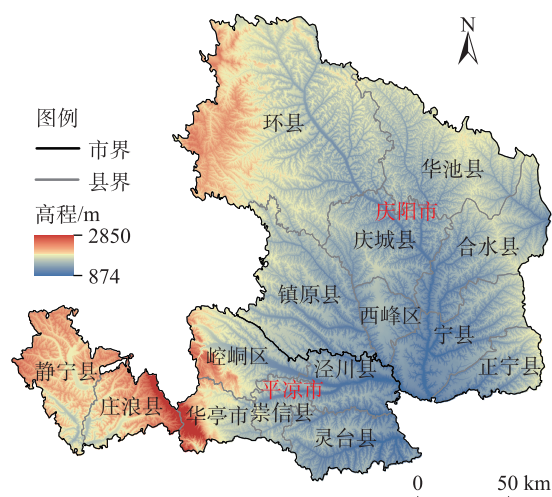 N
环县
图例
市界
华池县
县界
高程/m
庆阳市
2850
庆城县
合水县
874
镇原县
西峰区
宁县
崆峒区
静宁县
泾川县
正宁县
平凉市
庄浪县
华亭市
崇信县
灵台县
0 50 km